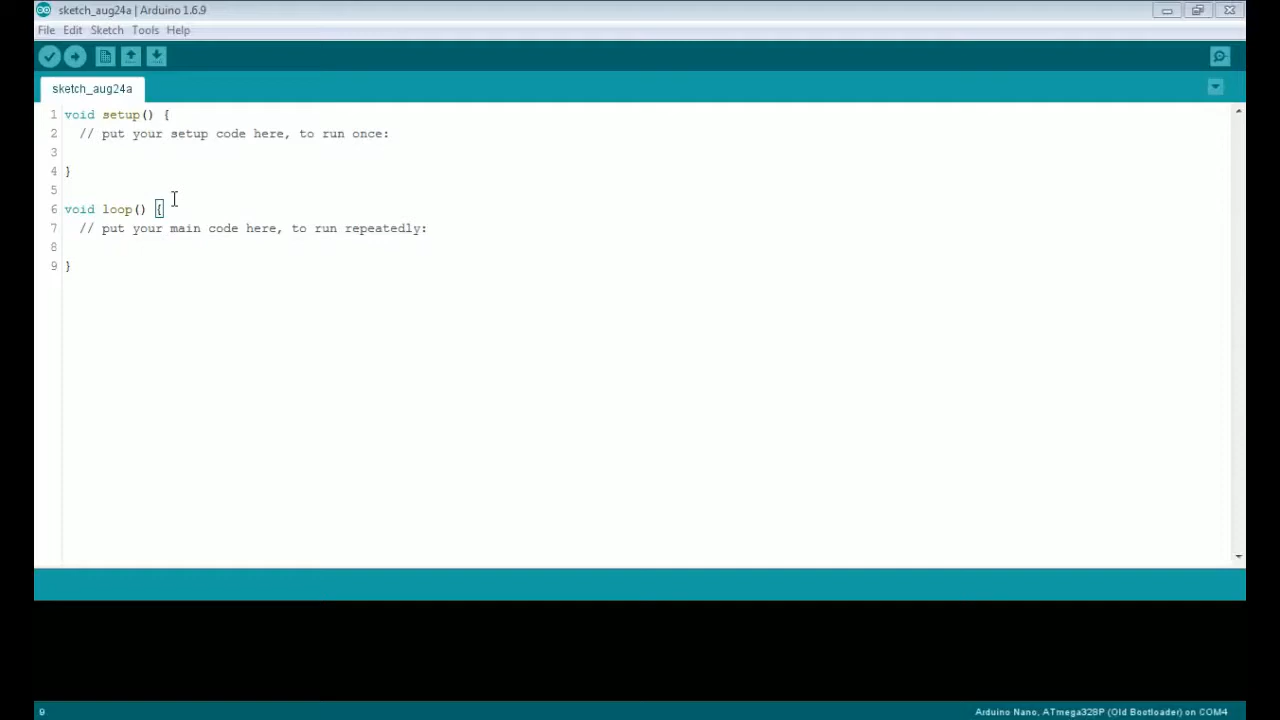 sketch_aug24a | Arduino 1.6.9
File Edit Sketch Tools Help
sketch_aug24a
1 void setup() {
2   // put your setup code here, to run once:
3
4 }
5
6 void loop() {
7   // put your main code here, to run repeatedly:
8
9 }
9 Arduino Nano, ATmega328P (Old Bootloader) on COM4